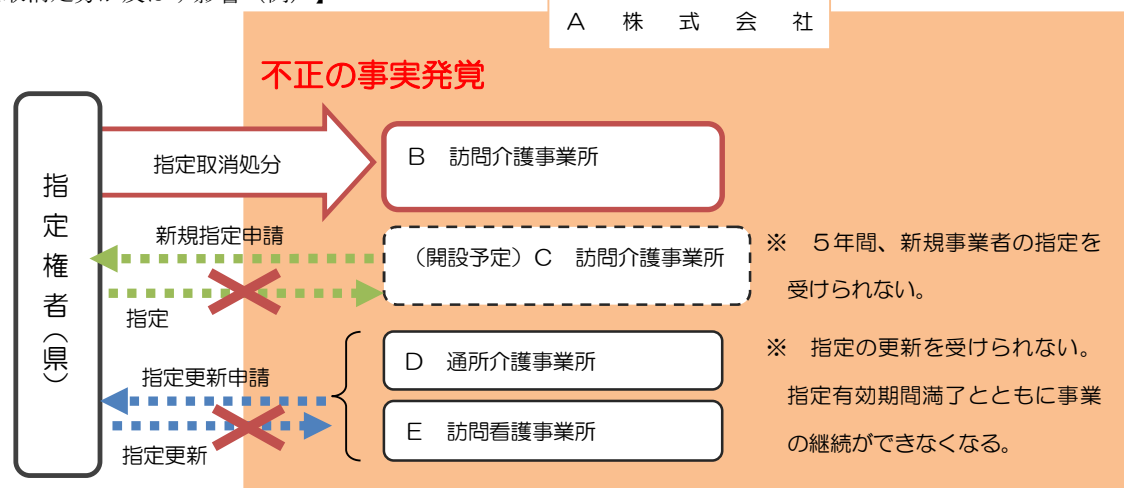 A 株 式 会 社
不正の事実発覚
指定権者(県)
指定取消処分
B 訪問介護事業所
新規指定申請
(開設予定)C 訪問介護事業所
指定
※ 5年間、新規事業者の指定を
受けられない。
D 通所介護事業所
指定更新申請
E 訪問看護事業所
指定更新
※ 指定の更新を受けられない。
指定有効期間満了とともに事業
の継続ができなくなる。